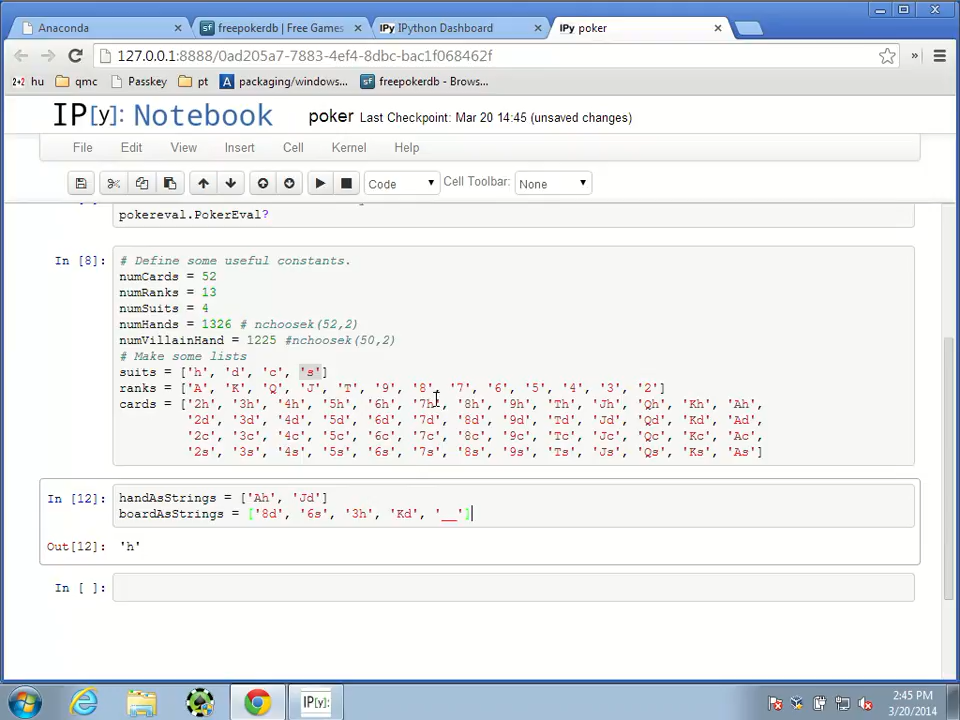 Anaconda
freepokerdb | Free Games
IPy IPython Dashboard
IPy poker
127.0.0.1:8888/0ad205a7-7883-4ef4-8dbc-bac1f068462f
2+2 hu
qmc
Passkey
pt
packaging/windows...
freepokerdb - Brows...
IP[y]: Notebook
poker Last Checkpoint: Mar 20 14:45 (unsaved changes)
File Edit View Insert Cell Kernel Help
Code
Cell Toolbar: None
pokereval.PokerEval?
In [8]:
# Define some useful constants.
numCards = 52
numRanks = 13
numSuits = 4
numHands = 1326 # nchoosek(52,2)
numVillainHand = 1225 #nchoosek(50,2)
# Make some lists
suits = ['h', 'd', 'c', 's']
ranks = ['A', 'K', 'Q', 'J', 'T', '9', '8', '7', '6', '5', '4', '3', '2']
cards = ['2h', '3h', '4h', '5h', '6h', '7h', '8h', '9h', 'Th', 'Jh', 'Qh', 'Kh', 'Ah',
'2d', '3d', '4d', '5d', '6d', '7d', '8d', '9d', 'Td', 'Jd', 'Qd', 'Kd', 'Ad',
'2c', '3c', '4c', '5c', '6c', '7c', '8c', '9c', 'Tc', 'Jc', 'Qc', 'Kc', 'Ac',
'2s', '3s', '4s', '5s', '6s', '7s', '8s', '9s', 'Ts', 'Js', 'Qs', 'Ks', 'As']
In [12]:
handAsStrings = ['Ah', 'Jd']
boardAsStrings = ['8d', '6s', '3h', 'Kd', '__']
Out[12]: 'h'
In [ ]:
IP[y]:
2:45 PM
3/20/2014